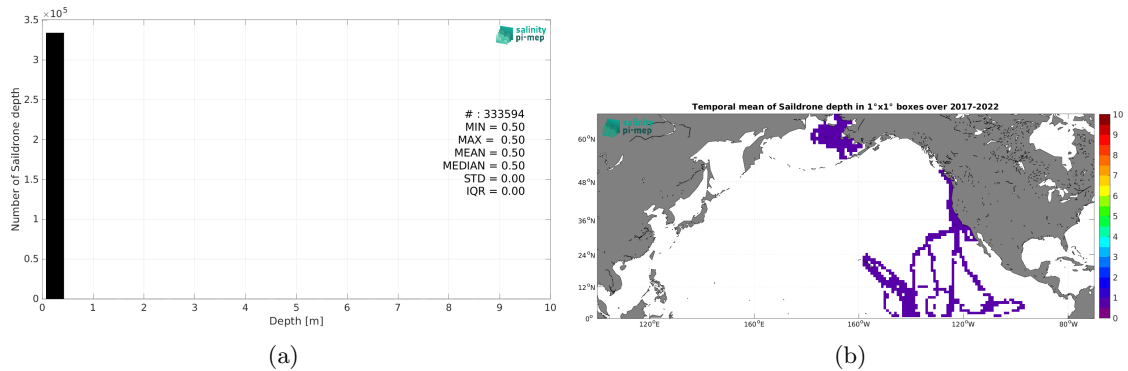 ×10⁵
3.5
3
2.5
2
1.5
1
0.5
0
0 1 2 3 4 5 6 7 8 9 10
Number of Saildrone depth
Depth [m]
salinity
pi-mep
# : 333594
MIN = 0.50
MAX = 0.50
MEAN = 0.50
MEDIAN = 0.50
STD = 0.00
IQR = 0.00
(a)
Temporal mean of Saildrone depth in 1°x1° boxes over 2017-2022
salinity
pi-mep
60°N
48°N
36°N
24°N
12°N
0°
120°E 160°E 160°W 120°W 80°W
10
9
8
7
6
5
4
3
2
1
0
(b)